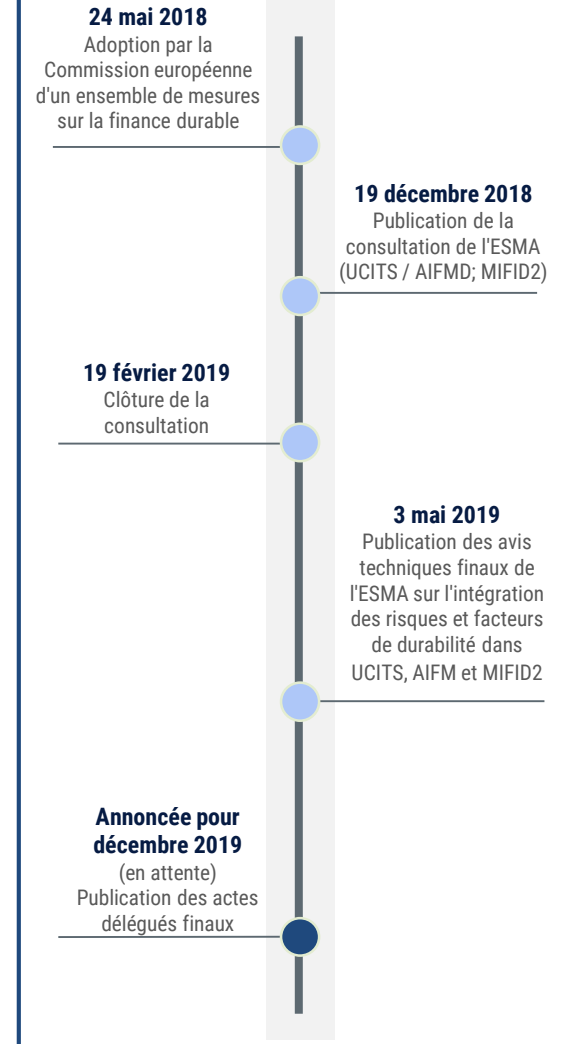 24 mai 2018
Adoption par la
Commission européenne
d'un ensemble de mesures
sur la finance durable
19 décembre 2018
Publication de la
consultation de l'ESMA
(UCITS / AIFMD; MIFID2)
19 février 2019
Clôture de la
consultation
3 mai 2019
Publication des avis
techniques finaux de
l'ESMA sur l'intégration
des risques et facteurs
de durabilité dans
UCITS, AIFM et MIFID2
Annoncée pour
décembre 2019
(en attente)
Publication des actes
délégués finaux